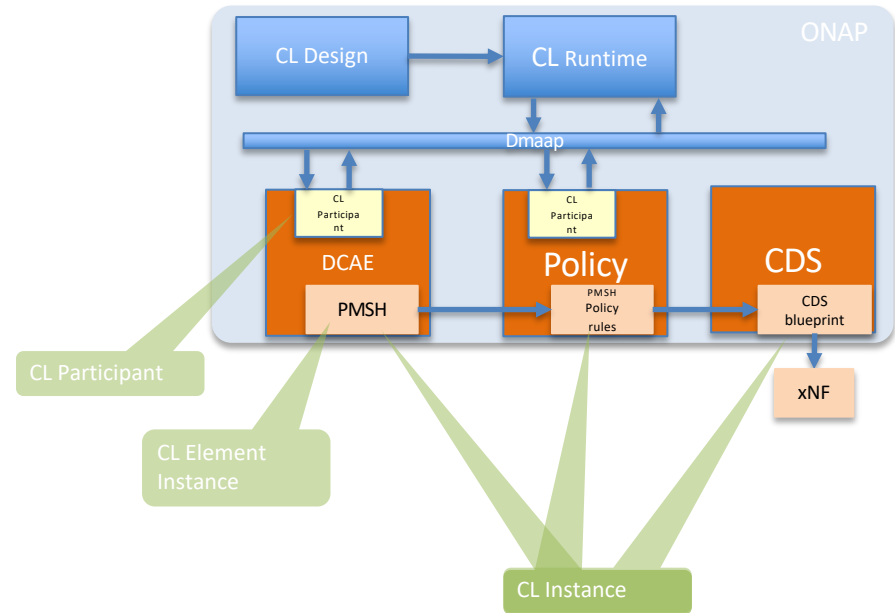 ONAP
CL Design
CL Runtime
Dmaap
CL
Participa
nt
CL
Participa
nt
DCAE
Policy
CDS
PMSH
PMSH
Policy
rules
CDS
blueprint
CL Participant
xNF
CL Element
Instance
CL Instance